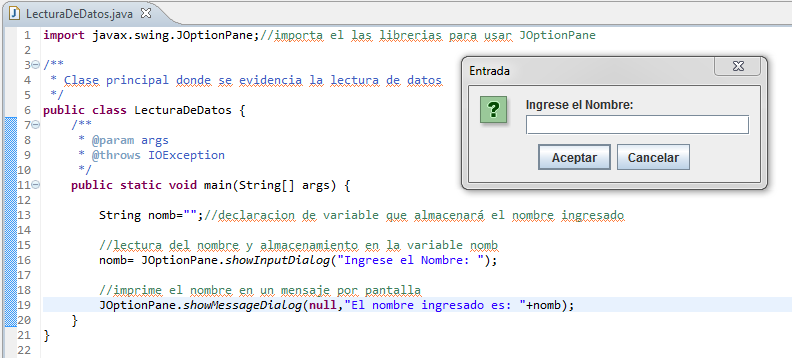 LecturaDeDatos.java
1 import javax.swing.JOptionPane;//importa el las librerias para usar JOptionPane
2
3 /**
4 * Clase principal donde se evidencia la lectura de datos
5 */
6 public class LecturaDeDatos {
7 /**
8 * @param args
9 * @throws IOException
10 */
11 public static void main(String[] args) {
12
13 String nomb="";//declaracion de variable que almacenará el nombre ingresado
14
15 //lectura del nombre y almacenamiento en la variable nomb
16 nomb= JOptionPane.showInputDialog("Ingrese el Nombre: ");
17
18 //imprime el nombre en un mensaje por pantalla
19 JOptionPane.showMessageDialog(null,"El nombre ingresado es: "+nomb);
20 }
21 }
22
Entrada
?
Ingrese el Nombre:
Aceptar Cancelar